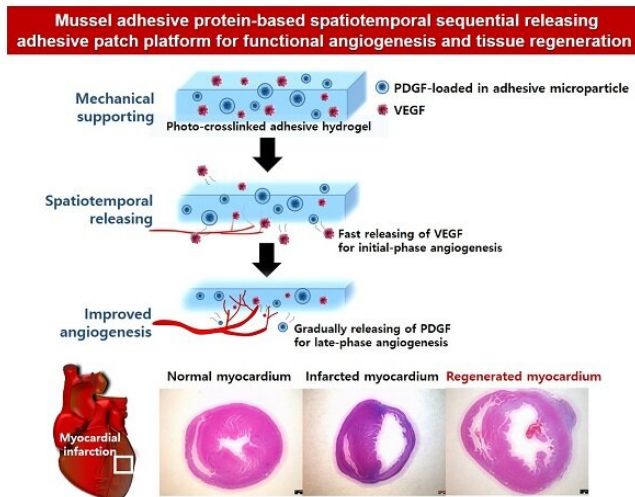 Mussel adhesive protein-based spatiotemporal sequential releasing
adhesive patch platform for functional angiogenesis and tissue regeneration
Mechanical
supporting
PDGF-loaded in adhesive microparticle
VEGF
Photo-crosslinked adhesive hydrogel
Spatiotemporal
releasing
Fast releasing of VEGF
for initial-phase angiogenesis
Improved
angiogenesis
Gradually releasing of PDGF
for late-phase angiogenesis
Myocardial
infarction
Normal myocardium
Infarcted myocardium
Regenerated myocardium